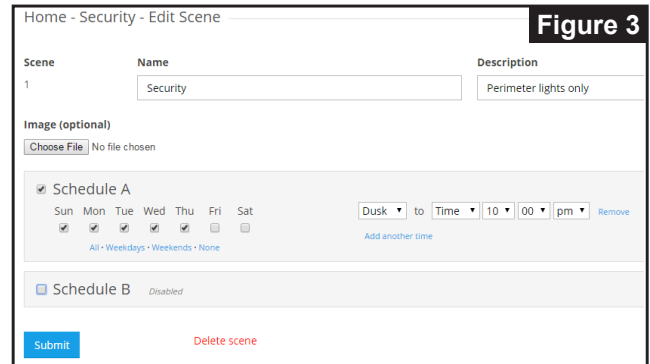 Home - Security - Edit Scene
Figure 3
Scene Name Description
1 Security Perimeter lights only
Image (optional)
Choose File No file chosen
Schedule A
Sun Mon Tue Wed Thu Fri Sat
Dusk to Time 10 00 pm Remove
All • Weekdays • Weekends • None
Add another time
Schedule B Disabled
Submit Delete scene